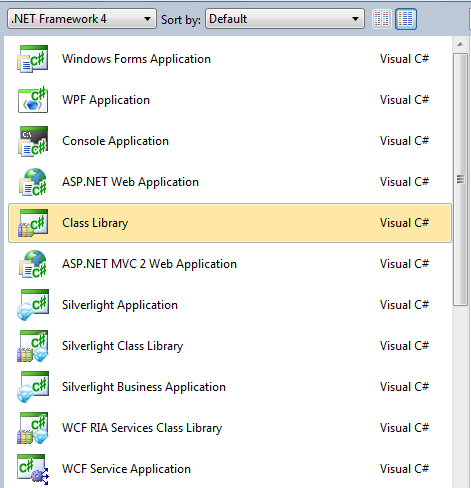 .NET Framework 4 Sort by: Default
Windows Forms Application Visual C#
WPF Application Visual C#
Console Application Visual C#
ASP.NET Web Application Visual C#
Class Library Visual C#
ASP.NET MVC 2 Web Application Visual C#
Silverlight Application Visual C#
Silverlight Class Library Visual C#
Silverlight Business Application Visual C#
WCF RIA Services Class Library Visual C#
WCF Service Application Visual C#